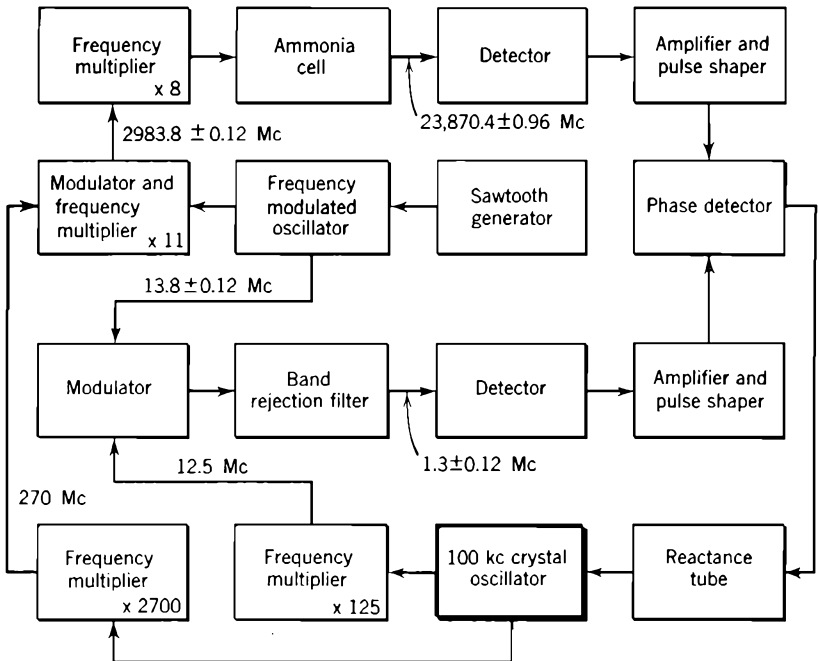 Frequency
multiplier
x 8
Ammonia
cell
Detector
Amplifier and
pulse shaper
2983.8 ± 0.12 Mc
23,870.4±0.96 Mc
Modulator and
frequency
multiplier
x 11
Frequency
modulated
oscillator
Sawtooth
generator
Phase detector
13.8±0.12 Mc
Modulator
Band
rejection filter
Detector
Amplifier and
pulse shaper
12.5 Mc
1.3±0.12 Mc
270 Mc
Frequency
multiplier
x 2700
Frequency
multiplier
x 125
100 kc crystal
oscillator
Reactance
tube